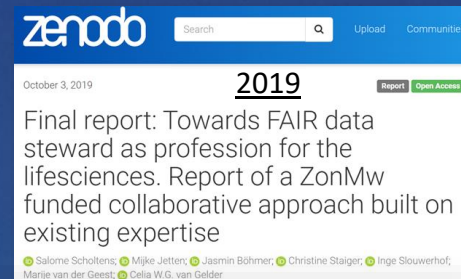 zenodo
Search
Upload Communitie
October 3, 2019
2019
Report Open Access
Final report: Towards FAIR data
steward as profession for the
lifesciences. Report of a ZonMw
funded collaborative approach built on
existing expertise
Salome Scholtens; Mijke Jetten; Jasmin Böhmer; Christine Staiger; Inge Slouwerhof;
Marije van der Geest; Celia W.G. van Gelder